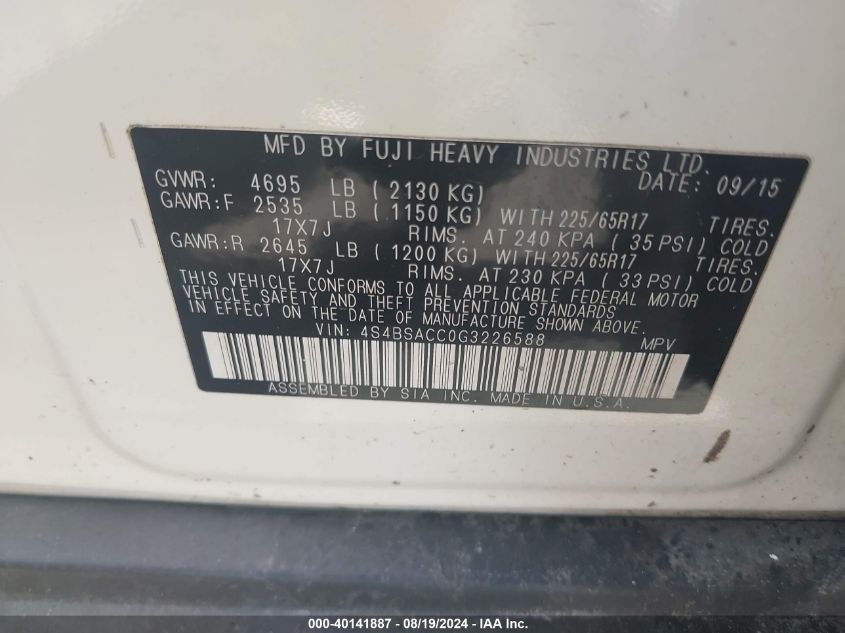 MFD BY FUJI HEAVY INDUSTRIES LTD.
GVWR: 4695 LB ( 2130 KG) DATE: 09/15
GAWR:F 2535 LB ( 1150 KG) WITH 225/65R17 TIRES.
17X7J RIMS. AT 240 KPA ( 35 PSI) COLD
GAWR:R 2645 LB ( 1200 KG) WITH 225/65R17 TIRES.
17X7J RIMS. AT 230 KPA ( 33 PSI) COLD
THIS VEHICLE CONFORMS TO ALL APPLICABLE FEDERAL MOTOR
VEHICLE SAFETY AND THEFT PREVENTION STANDARDS
IN EFFECT ON THE DATE OF MANUFACTURE SHOWN ABOVE.
VIN: 4S4BSACC0G3226588 MPV
ASSEMBLED BY SIA INC. MADE IN U.S.A.
000-40141887 - 08/19/2024 - IAA Inc.